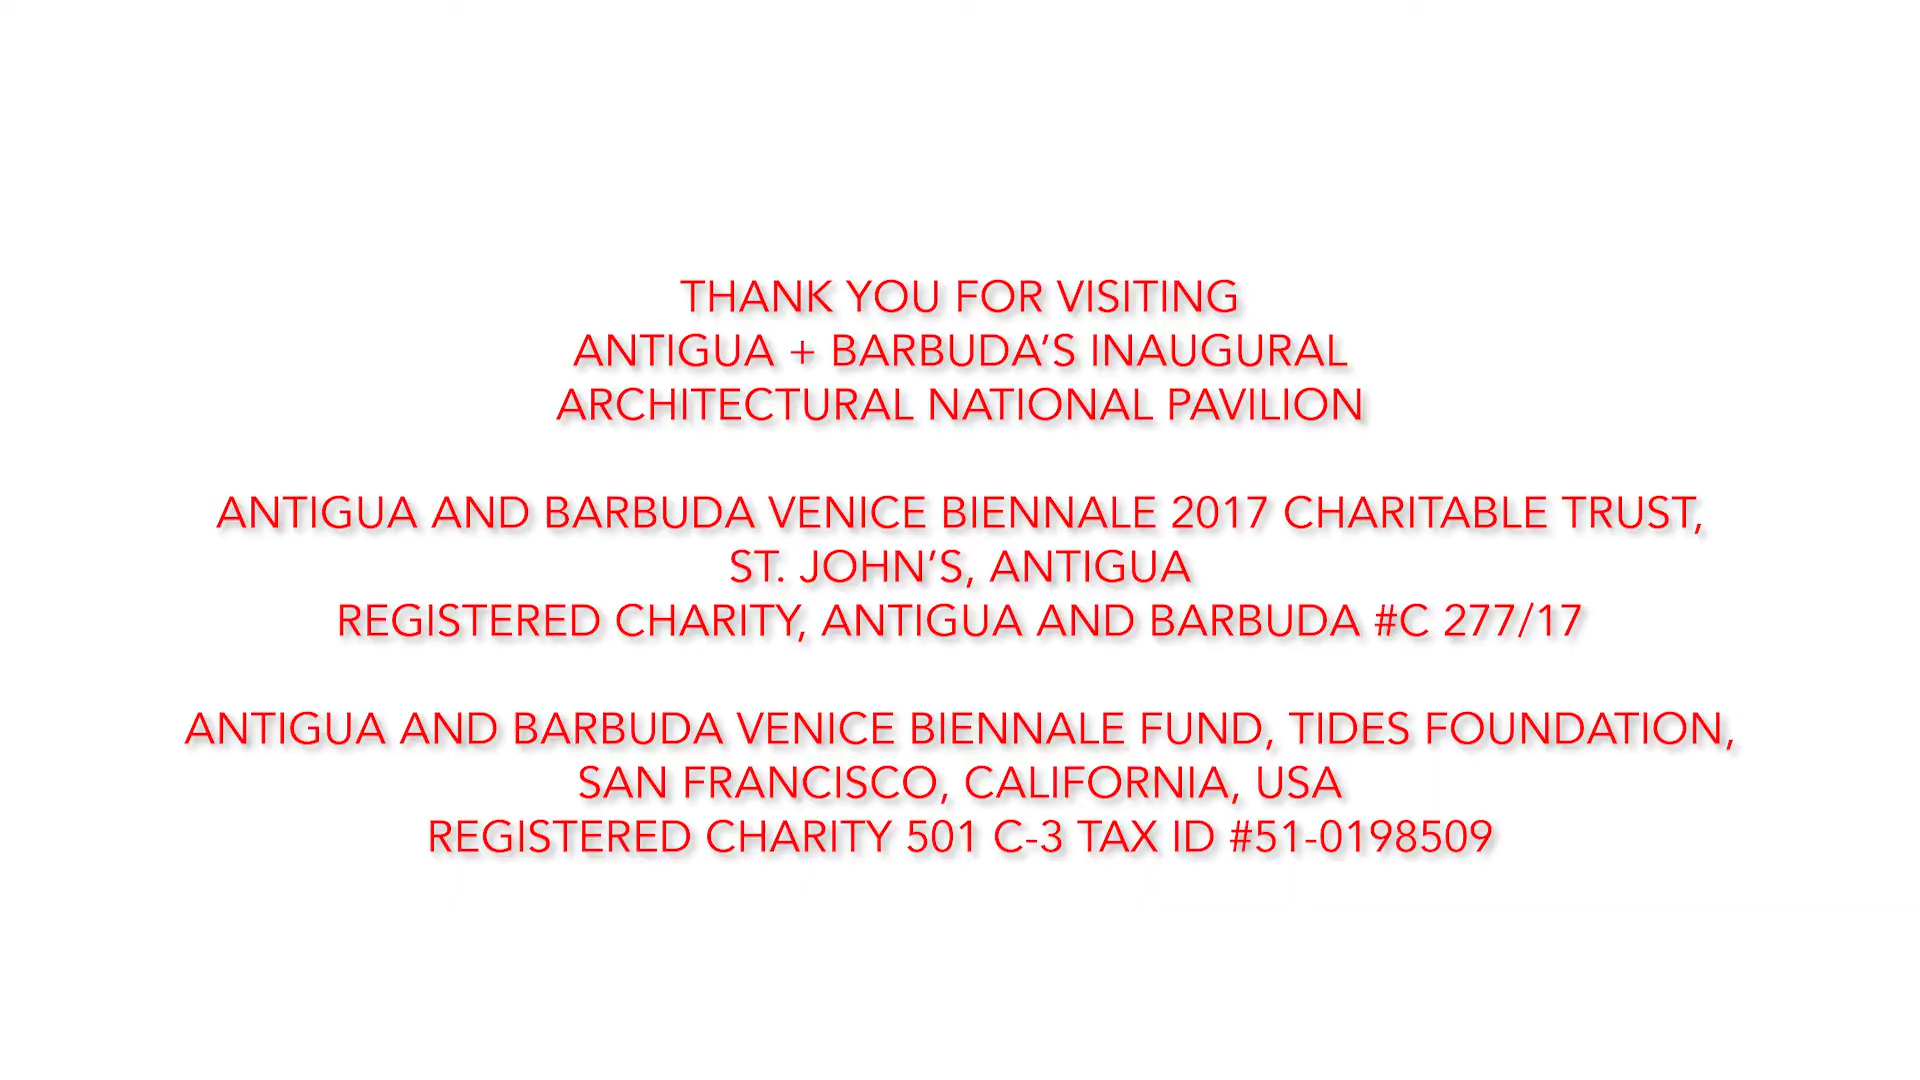 THANK YOU FOR VISITING
ANTIGUA + BARBUDA’S INAUGURAL
ARCHITECTURAL NATIONAL PAVILION
ANTIGUA AND BARBUDA VENICE BIENNALE 2017 CHARITABLE TRUST,
ST. JOHN’S, ANTIGUA
REGISTERED CHARITY, ANTIGUA AND BARBUDA #C 277/17
ANTIGUA AND BARBUDA VENICE BIENNALE FUND, TIDES FOUNDATION,
SAN FRANCISCO, CALIFORNIA, USA
REGISTERED CHARITY 501 C-3 TAX ID #51-0198509